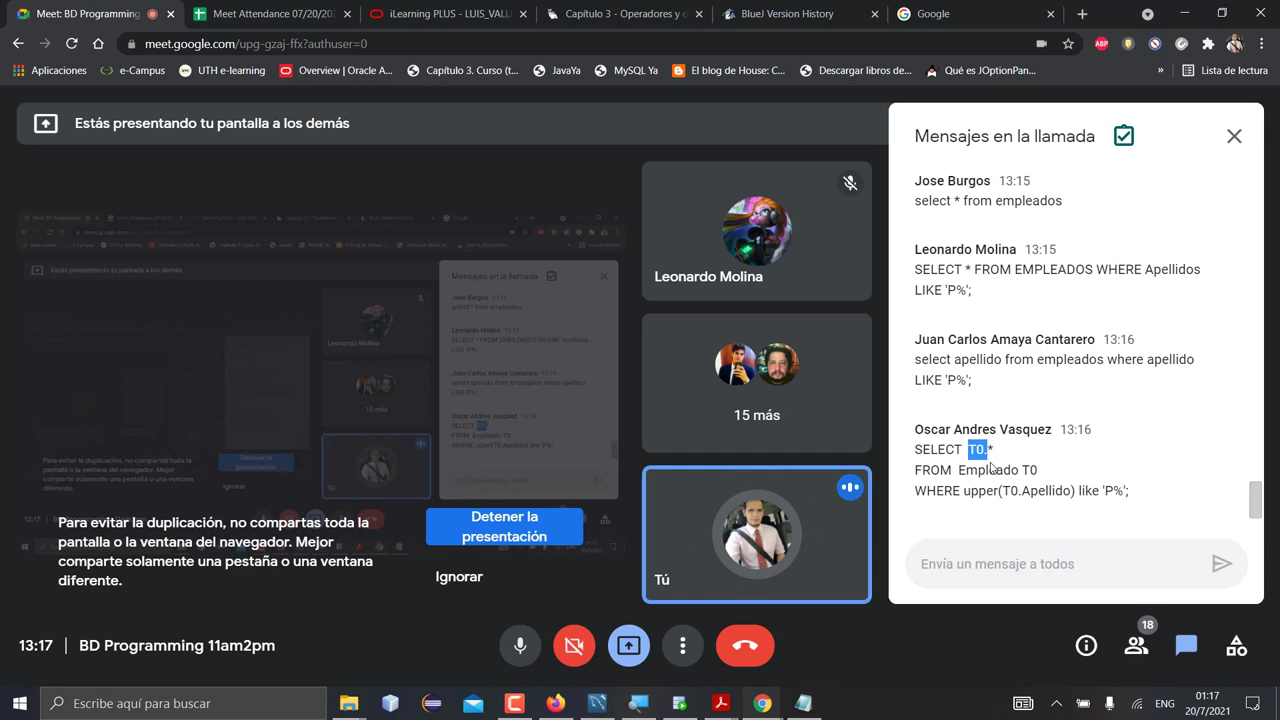 Meet: BD Programming
Meet Attendance 07/20/202
iLearning PLUS - LUIS_VALL
Capítulo 3 - Operadores y e
BlueJ Version History
Google
meet.google.com/upg-gzaj-ffx?authuser=0
ABP
Aplicaciones
e-Campus
UTH e-learning
Overview | Oracle A...
Capítulo 3. Curso (t...
JavaYa
MySQL Ya
El blog de House: C...
Descargar libros de...
Qué es JOptionPan...
»
Lista de lectura
Estás presentando tu pantalla a los demás
Leonardo Molina
15 más
Tú
Para evitar la duplicación, no compartas toda la
pantalla o la ventana del navegador. Mejor
comparte solamente una pestaña o una ventana
diferente.
Detener la
presentación
Ignorar
Mensajes en la llamada
Jose Burgos 13:15
select * from empleados
Leonardo Molina 13:15
SELECT * FROM EMPLEADOS WHERE Apellidos
LIKE 'P%';
Juan Carlos Amaya Cantarero 13:16
select apellido from empleados where apellido
LIKE 'P%';
Oscar Andres Vasquez 13:16
SELECT T0.*
FROM Empleado T0
WHERE upper(T0.Apellido) like 'P%';
Envía un mensaje a todos
13:17 | BD Programming 11am2pm
18
Escribe aquí para buscar
ENG
01:17
20/7/2021